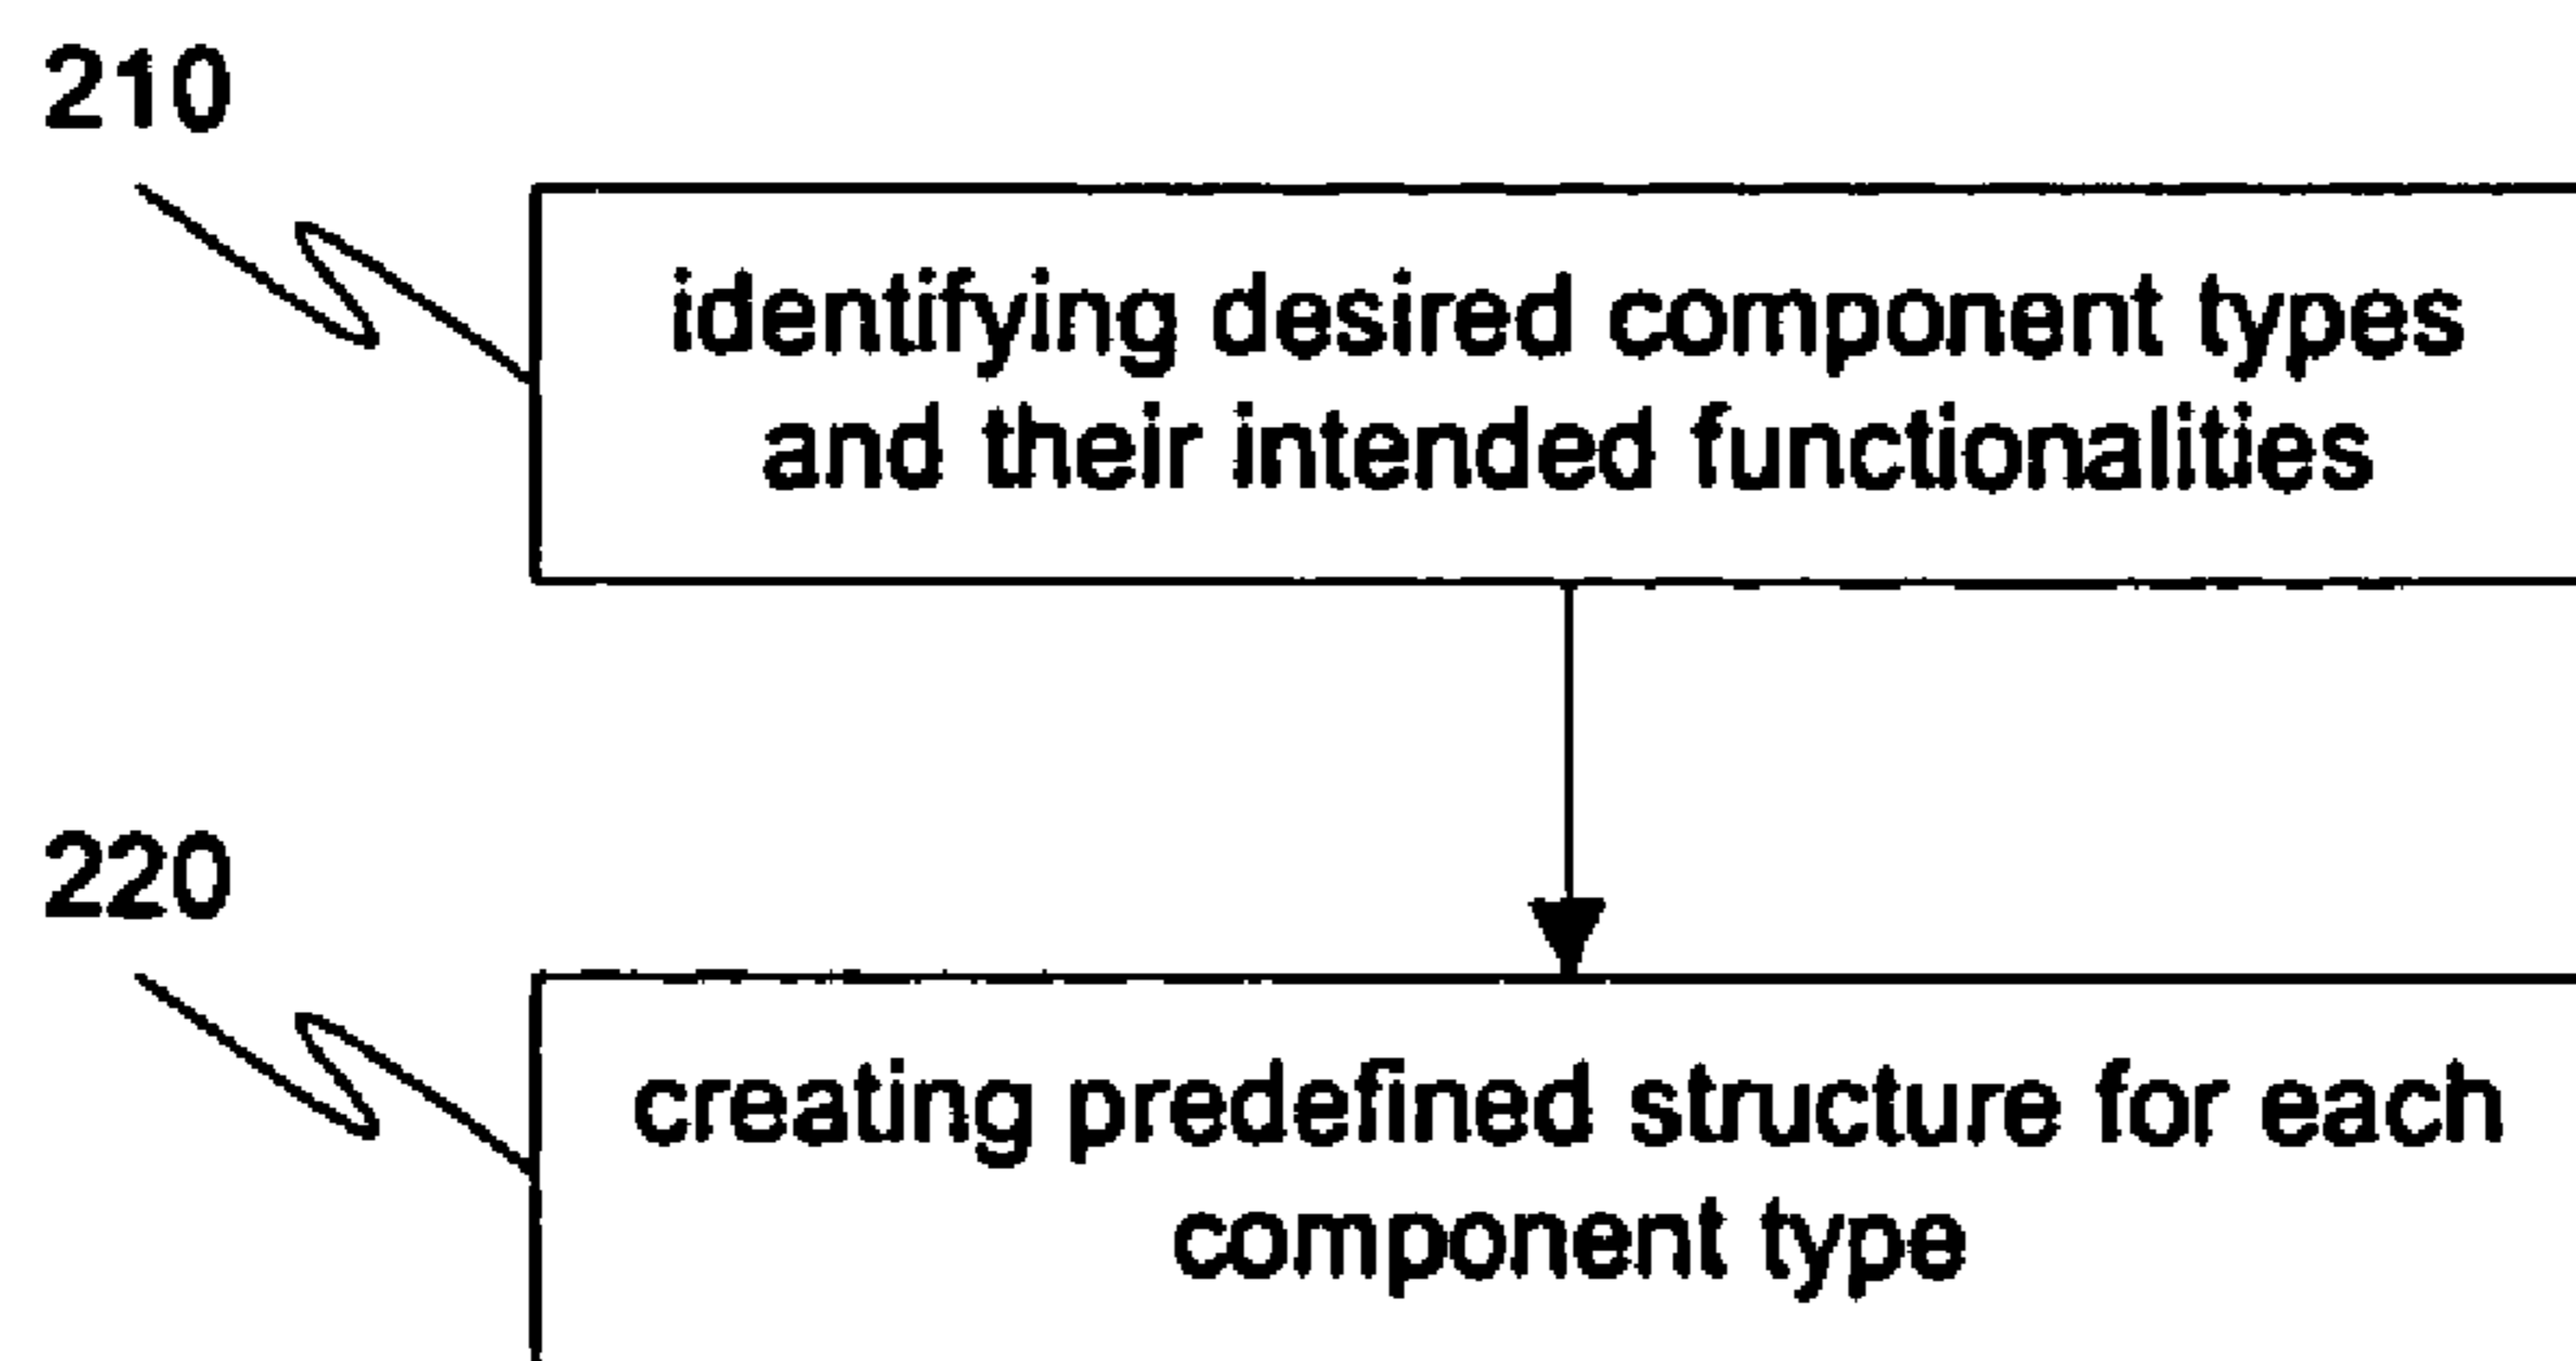 210
identifying desired component types
and their intended functionalities
220
creating predefined structure for each
component type